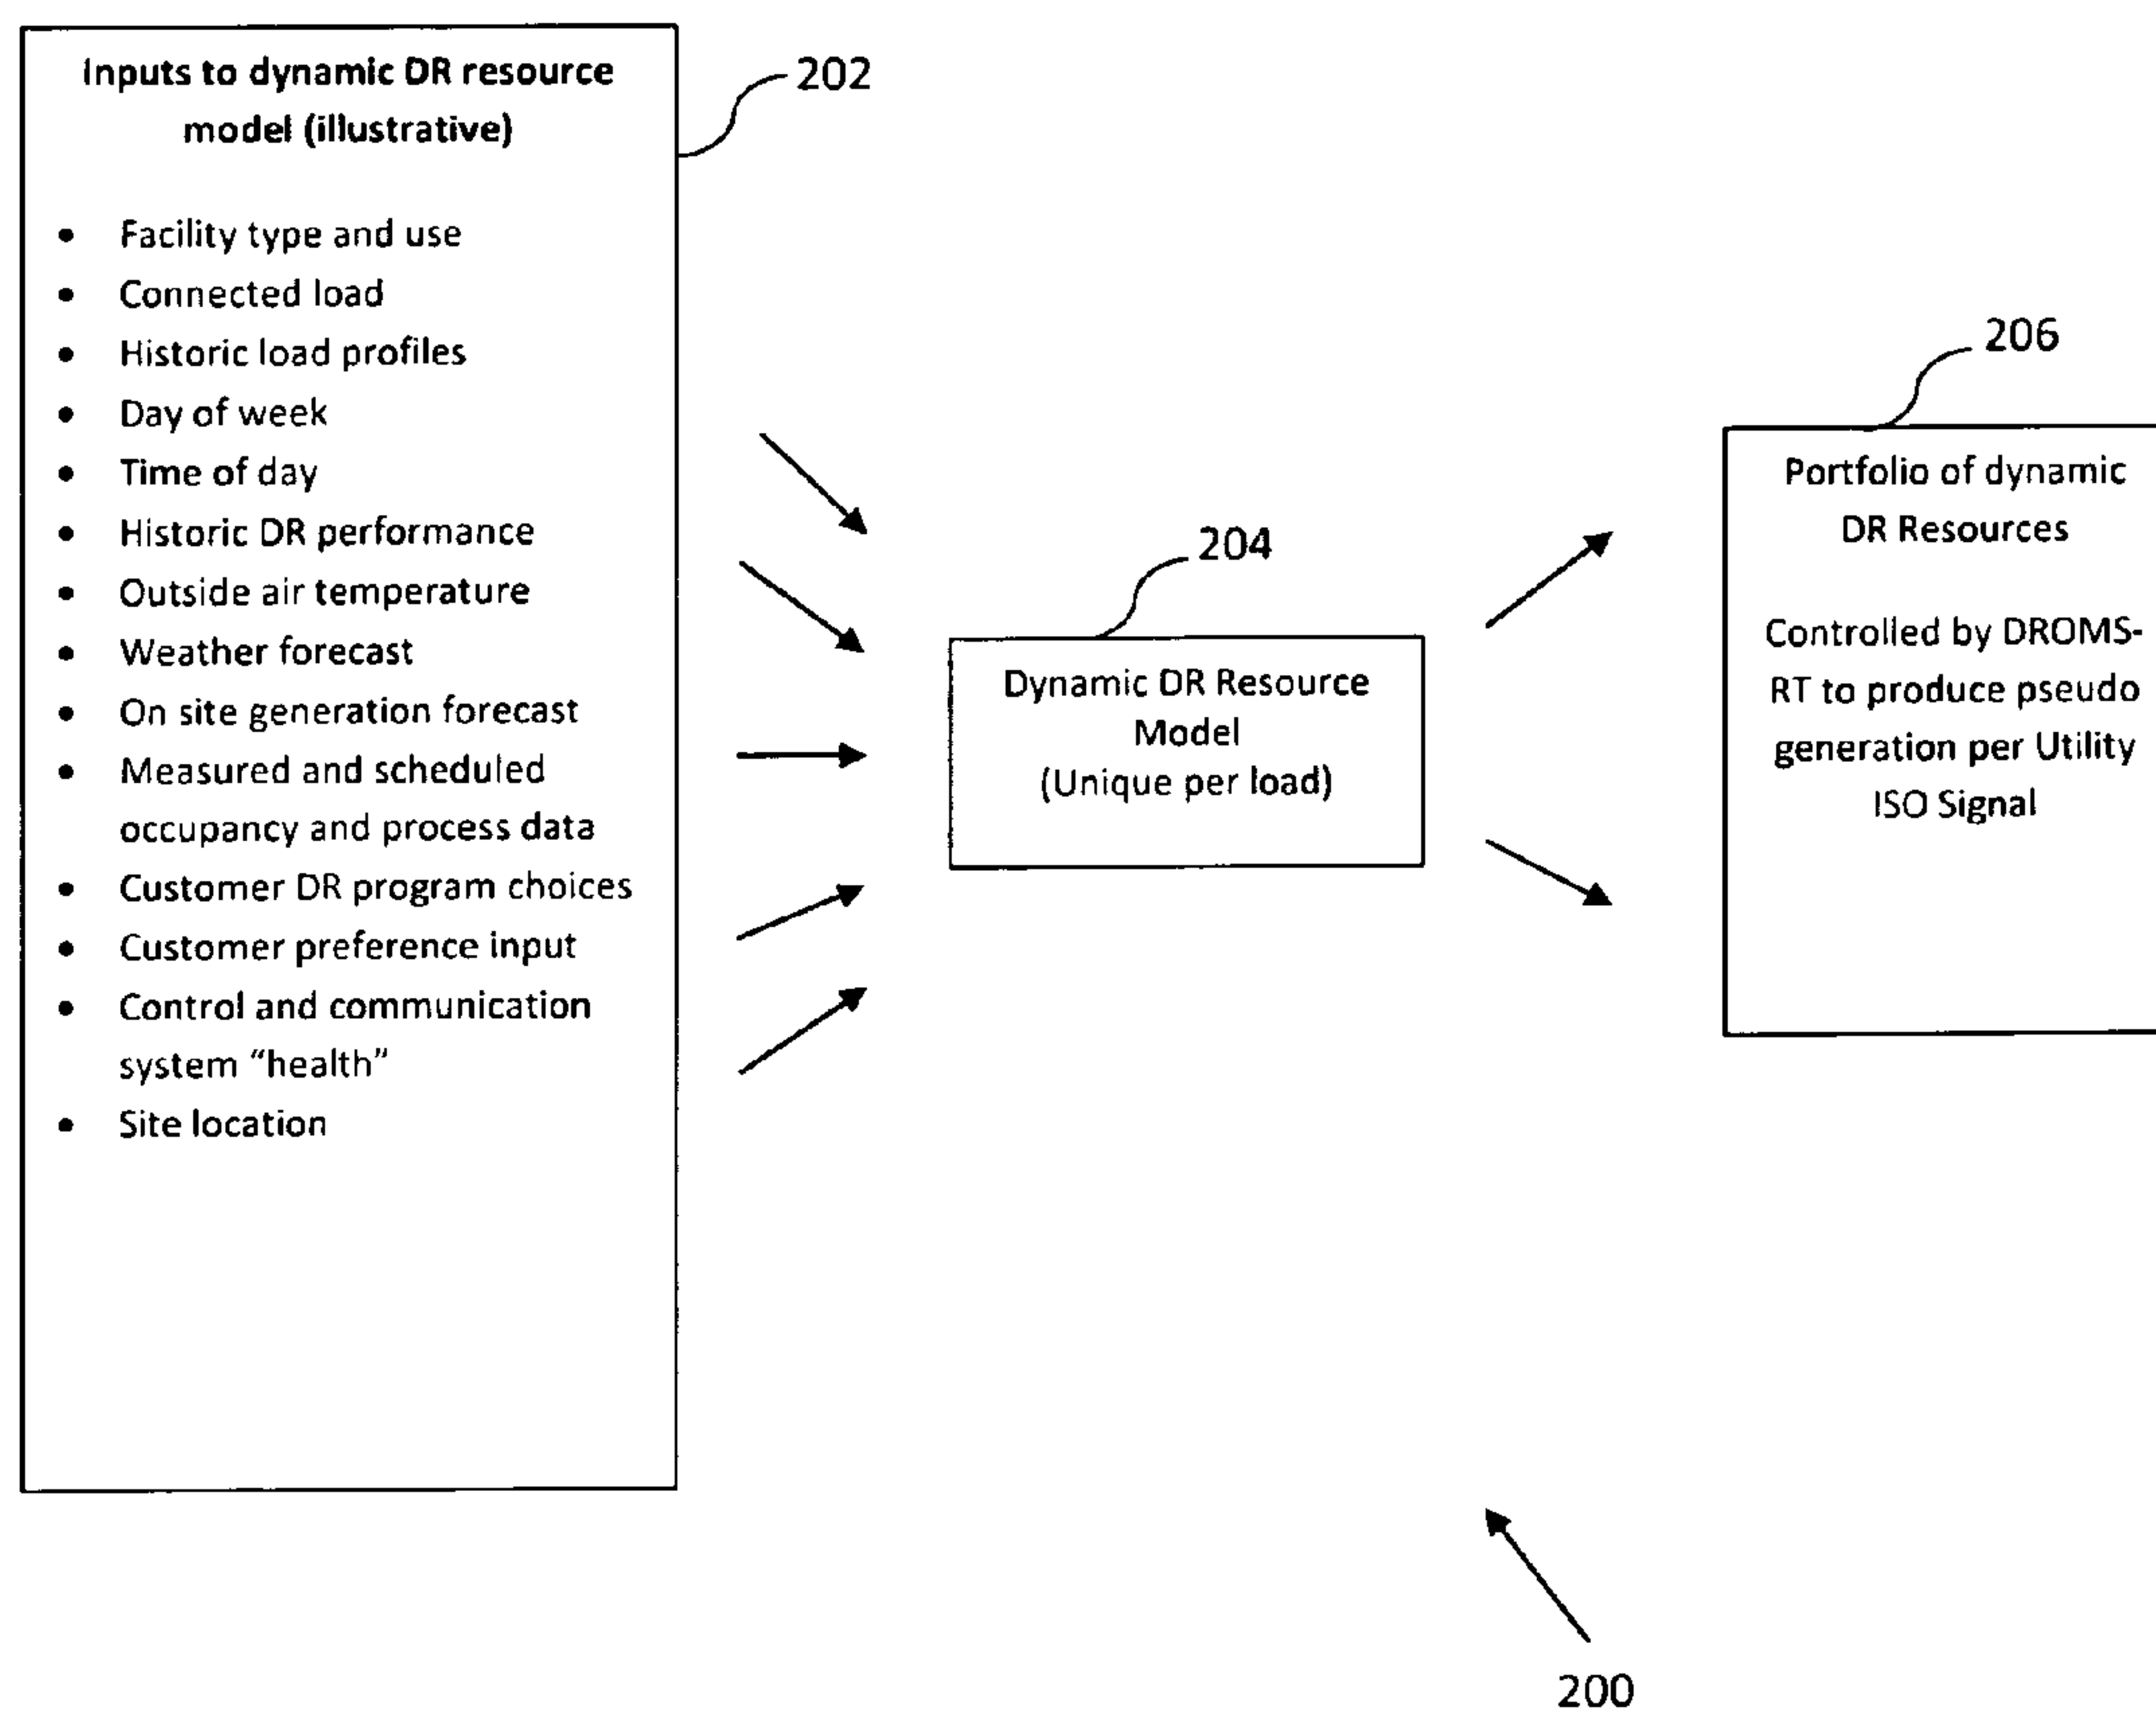 Inputs to dynamic DR resource
model (illustrative)
202
• Facility type and use
• Connected load
• Historic load profiles
• Day of week
• Time of day
• Historic DR performance
• Outside air temperature
• Weather forecast
• On site generation forecast
• Measured and scheduled
occupancy and process data
• Customer DR program choices
• Customer preference input
• Control and communication
system “health”
• Site location
204
Dynamic DR Resource
Model
(Unique per load)
206
Portfolio of dynamic
DR Resources
Controlled by DROMS-
RT to produce pseudo
generation per Utility
ISO Signal
200